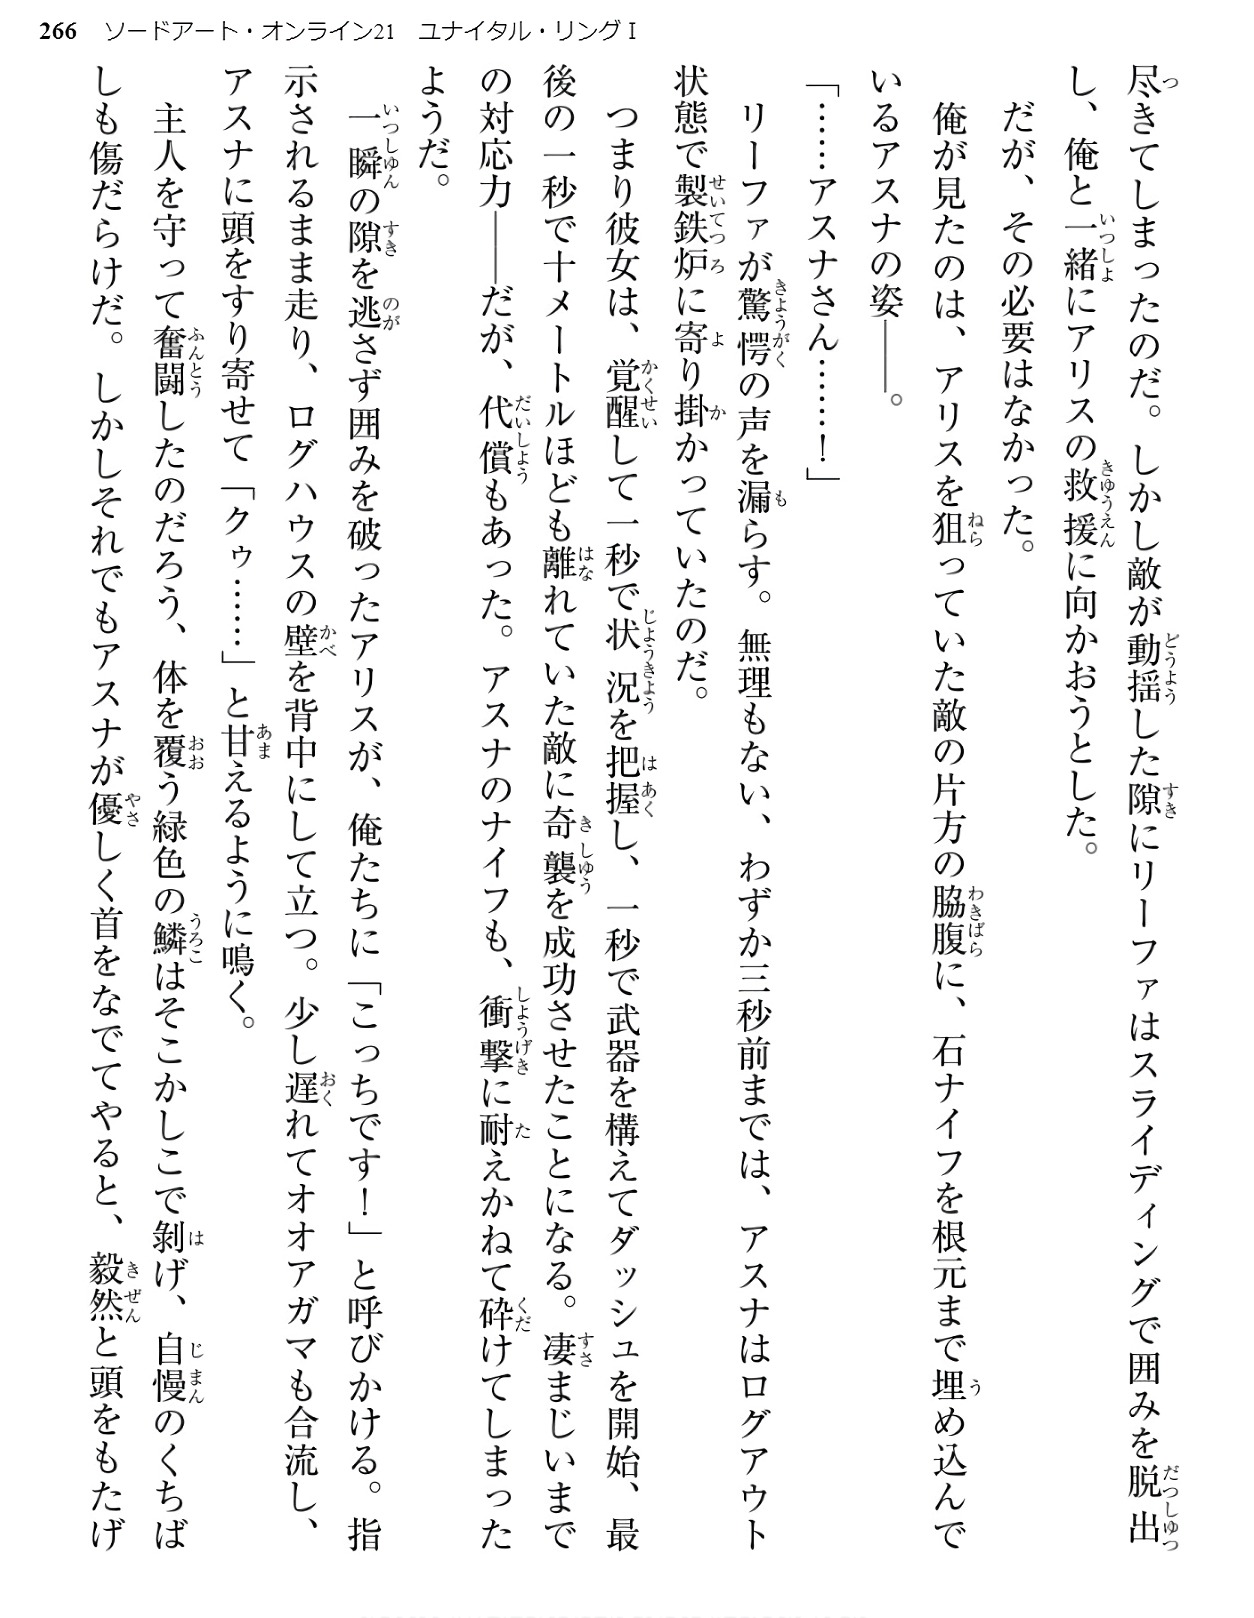 266 ソードアート・オンライン21 ユナイタル・リングⅠ
尽きてしまったのだ。しかし敵が動揺した隙にリーファはスライディングで囲みを脱出
し、俺と一緒にアリスの救援に向かおうとした。
だが、その必要はなかった。
俺が見たのは、アリスを狙っていた敵の片方の脇腹に、石ナイフを根元まで埋め込んで
いるアスナの姿――。
「……アスナさん……！」
リーファが驚愕の声を漏らす。無理もない、わずか三秒前までは、アスナはログアウト
状態で製鉄炉に寄り掛かっていたのだ。
つまり彼女は、覚醒して一秒で状況を把握し、一秒で武器を構えてダッシュを開始、最
後の一秒で十メートルほども離れていた敵に奇襲を成功させたことになる。凄まじいまで
の対応力――だが、代償もあった。アスナのナイフも、衝撃に耐えかねて砕けてしまった
ようだ。
一瞬の隙を逃さず囲みを破ったアリスが、俺たちに「こっちです！」と呼びかける。指
示されるまま走り、ログハウスの壁を背中にして立つ。少し遅れてオオアガマも合流し、
アスナに頭をすり寄せて「クゥ……」と甘えるように鳴く。
主人を守って奮闘したのだろう、体を覆う緑色の鱗はそこかしこで剝げ、自慢のくちば
しも傷だらけだ。しかしそれでもアスナが優しく首をなでてやると、毅然と頭をもたげ